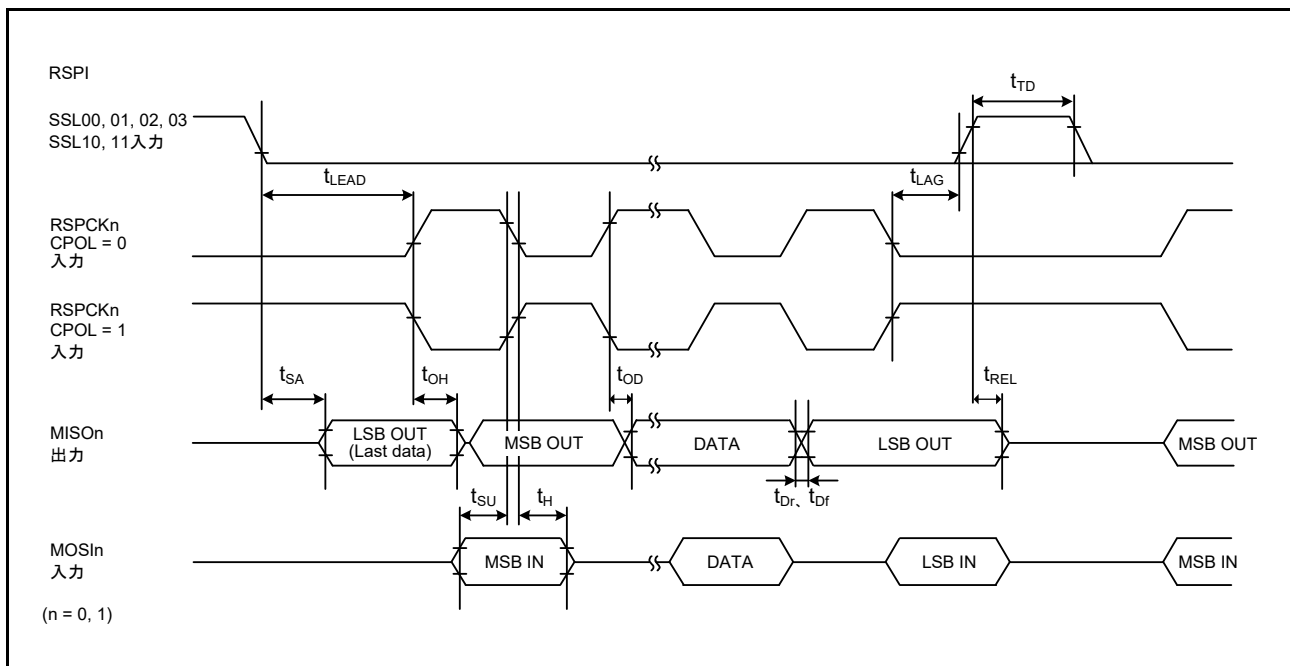 RSPI
SSL00, 01, 02, 03
SSL10, 11入力
tTD
tLEAD
tLAG
RSPCKn
CPOL = 0
入力
RSPCKn
CPOL = 1
入力
tSA
tOH
tOD
tREL
MISOn
出力
LSB OUT
(Last data)
MSB OUT
DATA
LSB OUT
MSB OUT
tSU
tH
tDr、tDf
MOSIn
入力
MSB IN
DATA
LSB IN
MSB IN
(n = 0, 1)